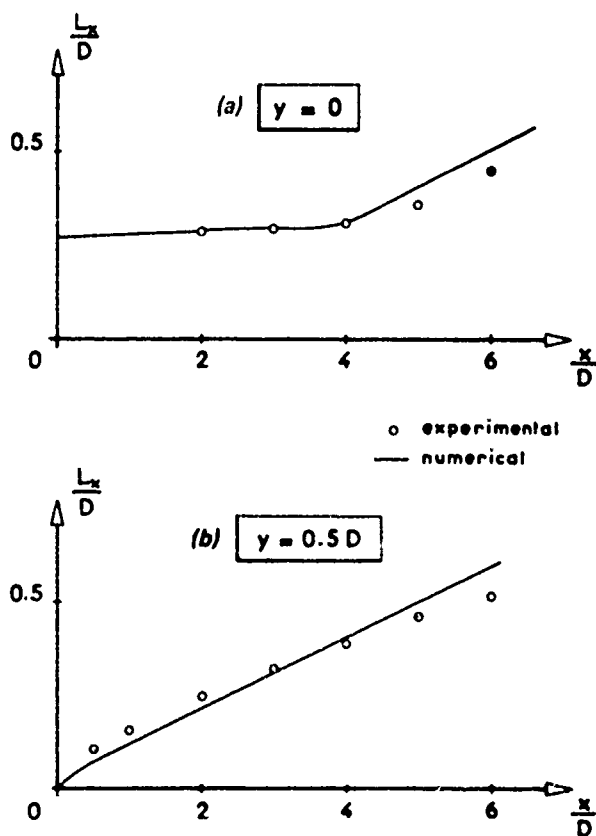 Lx
D
(a) y = 0
0.5
0 2 4 6 x
D
o experimental
— numerical
Lx
D
(b) y = 0.5 D
0.5
0 2 4 6 x
D